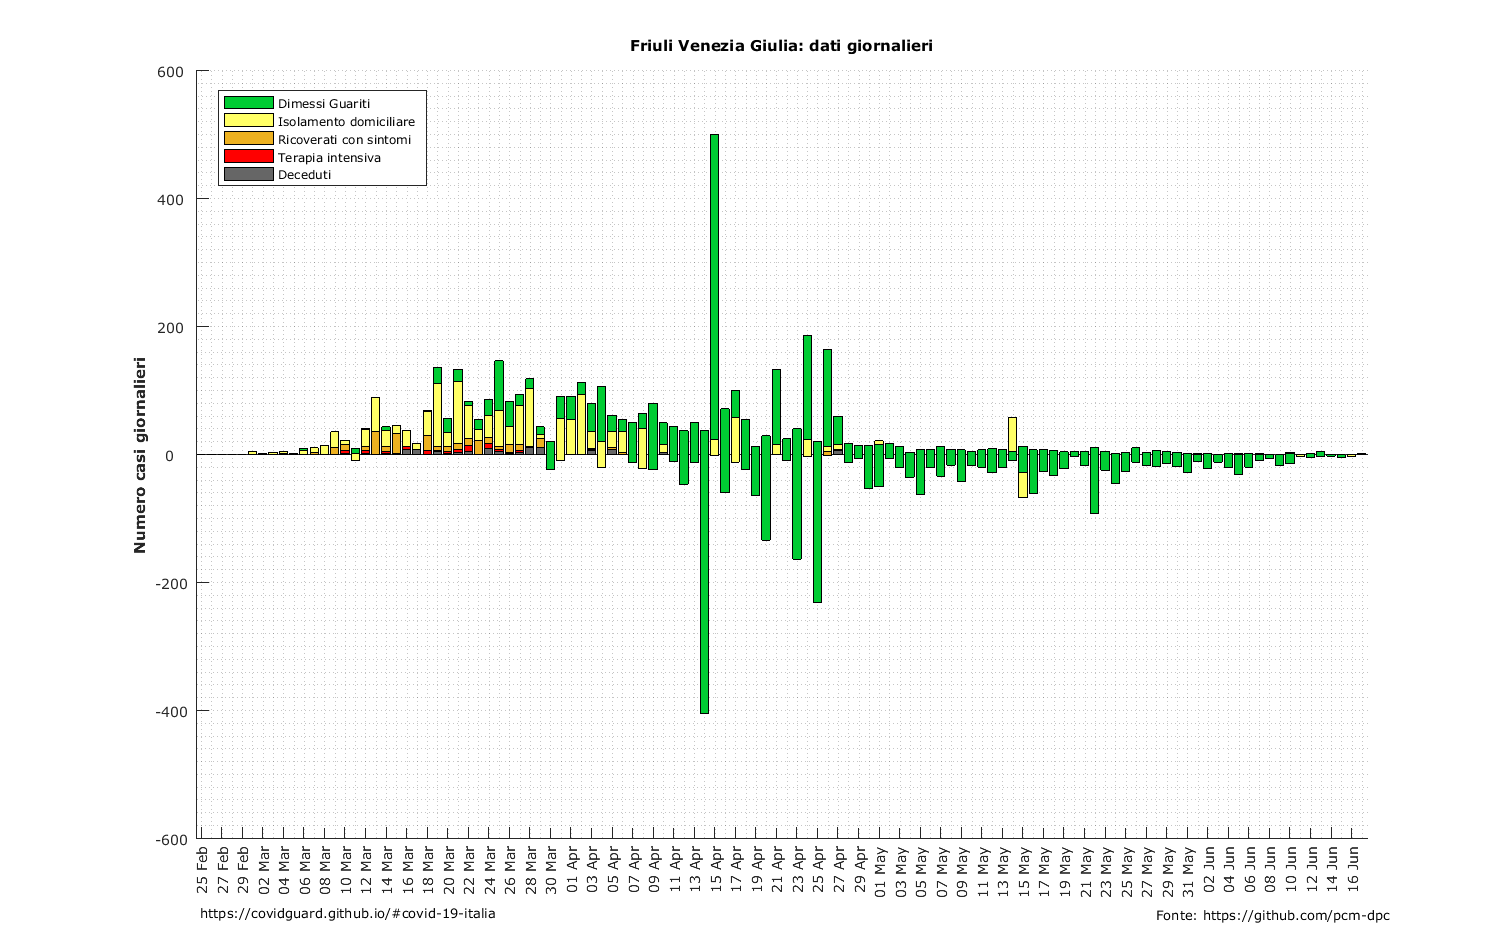 Friuli Venezia Giulia: dati giornalieri
600
400
200
0
-200
-400
-600
Numero casi giornalieri
Dimessi Guariti
Isolamento domiciliare
Ricoverati con sintomi
Terapia intensiva
Deceduti
25 Feb
27 Feb
29 Feb
02 Mar
04 Mar
06 Mar
08 Mar
10 Mar
12 Mar
14 Mar
16 Mar
18 Mar
20 Mar
22 Mar
24 Mar
26 Mar
28 Mar
30 Mar
01 Apr
03 Apr
05 Apr
07 Apr
09 Apr
11 Apr
13 Apr
15 Apr
17 Apr
19 Apr
21 Apr
23 Apr
25 Apr
27 Apr
29 Apr
01 May
03 May
05 May
07 May
09 May
11 May
13 May
15 May
17 May
19 May
21 May
23 May
25 May
27 May
29 May
31 May
02 Jun
04 Jun
06 Jun
08 Jun
10 Jun
12 Jun
14 Jun
16 Jun
https://covidguard.github.io/#covid-19-italia
Fonte: https://github.com/pcm-dpc